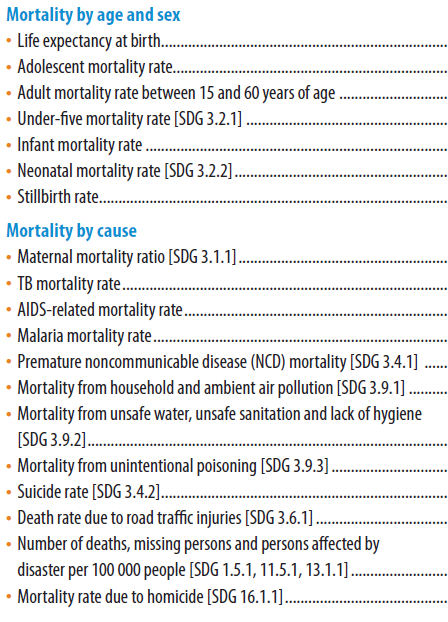 Mortality by age and sex
• Life expectancy at birth........................................................................
• Adolescent mortality rate.....................................................................
• Adult mortality rate between 15 and 60 years of age ...........................
• Under-five mortality rate [SDG 3.2.1] ..................................................
• Infant mortality rate ............................................................................
• Neonatal mortality rate [SDG 3.2.2].....................................................
• Stillbirth rate.......................................................................................
Mortality by cause
• Maternal mortality ratio [SDG 3.1.1]....................................................
• TB mortality rate.................................................................................
• AIDS-related mortality rate.................................................................
• Malaria mortality rate.........................................................................
• Premature noncommunicable disease (NCD) mortality [SDG 3.4.1] ......
• Mortality from household and ambient air pollution [SDG 3.9.1] ..........
• Mortality from unsafe water, unsafe sanitation and lack of hygiene
[SDG 3.9.2]..........................................................................................
• Mortality from unintentional poisoning [SDG 3.9.3].............................
• Suicide rate [SDG 3.4.2].......................................................................
• Death rate due to road traffic injuries [SDG 3.6.1].................................
• Number of deaths, missing persons and persons affected by
disaster per 100 000 people [SDG 1.5.1, 11.5.1, 13.1.1].........................
• Mortality rate due to homicide [SDG 16.1.1].........................................